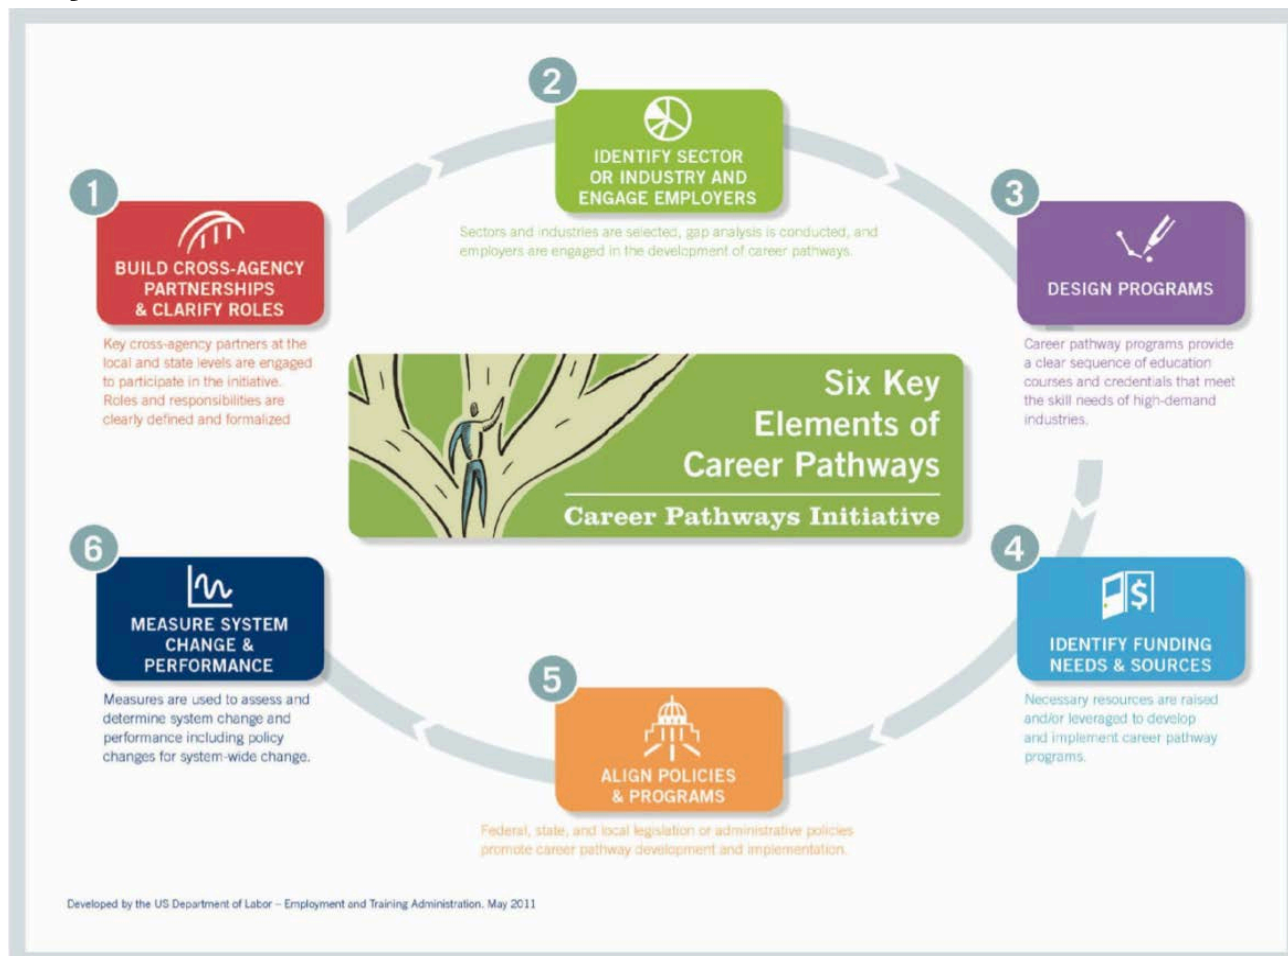 1
BUILD CROSS-AGENCY
PARTNERSHIPS
& CLARIFY ROLES
Key cross-agency partners at the
local and state levels are engaged
to participate in the initiative.
Roles and responsibilities are
clearly defined and formalized
2
IDENTIFY SECTOR
OR INDUSTRY AND
ENGAGE EMPLOYERS
Sectors and industries are selected, gap analysis is conducted, and
employers are engaged in the development of career pathways.
3
DESIGN PROGRAMS
Career pathway programs provide
a clear sequence of education
courses and credentials that meet
the skill needs of high-demand
industries.
Six Key
Elements of
Career Pathways
Career Pathways Initiative
4
$
IDENTIFY FUNDING
NEEDS & SOURCES
Necessary resources are raised
and/or leveraged to develop
and implement career pathway
programs.
5
ALIGN POLICIES
& PROGRAMS
Federal, state, and local legislation or administrative policies
promote career pathway development and implementation.
6
MEASURE SYSTEM
CHANGE &
PERFORMANCE
Measures are used to assess and
determine system change and
performance including policy
changes for system-wide change.
Developed by the US Department of Labor – Employment and Training Administration. May 2011